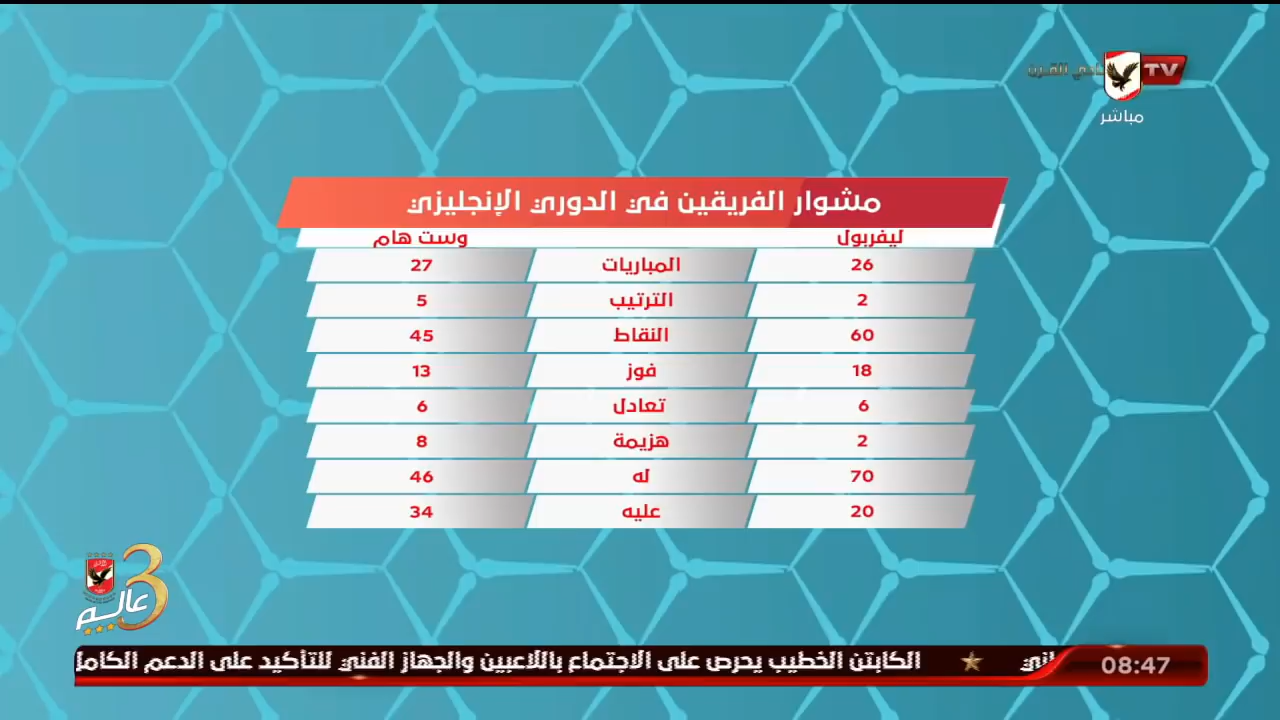 نادي القرن TV
مباشر
مشوار الفريقين في الدوري الإنجليزي
ليفربول وست هام
26 المباريات 27
2 الترتيب 5
60 النقاط 45
18 فوز 13
6 تعادل 6
2 هزيمة 8
70 له 46
20 عليه 34
3 عالم
الكابتن الخطيب يحرص على الاجتماع باللاعبين والجهاز الفني للتأكيد على الدعم الكامل
08:47